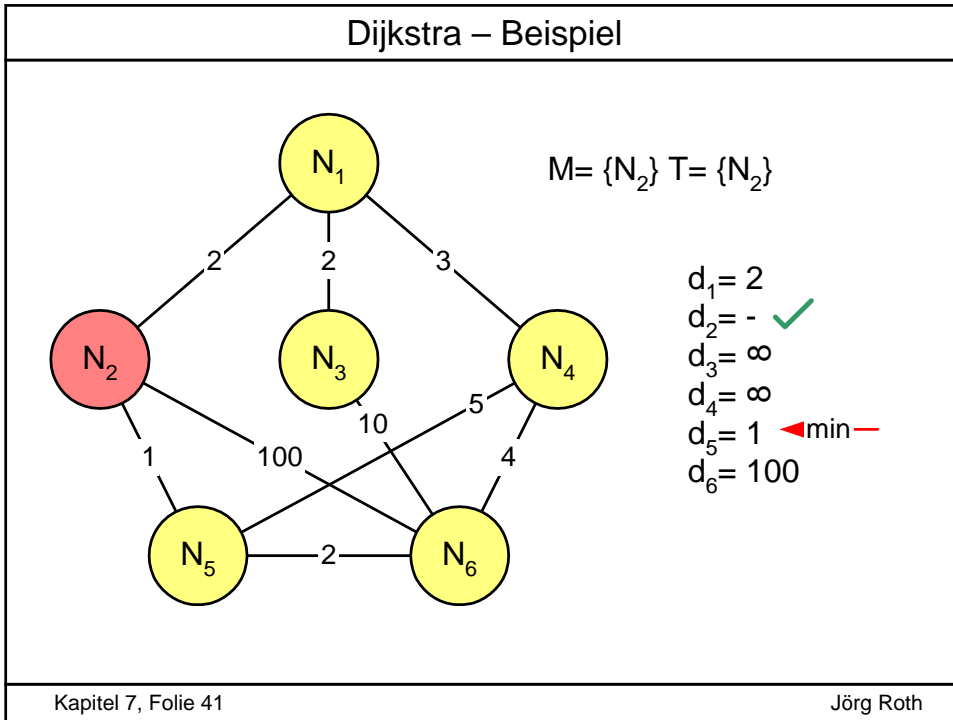 Dijkstra – Beispiel
N₁
M= {N₂} T= {N₂}
2
2
3
d₁= 2
d₂= - ✓
N₂
N₃
N₄
d₃= ∞
d₄= ∞
5
10
d₅= 1 ◄min—
1
100
4
d₆= 100
N₅
2
N₆
Kapitel 7, Folie 41
Jörg Roth